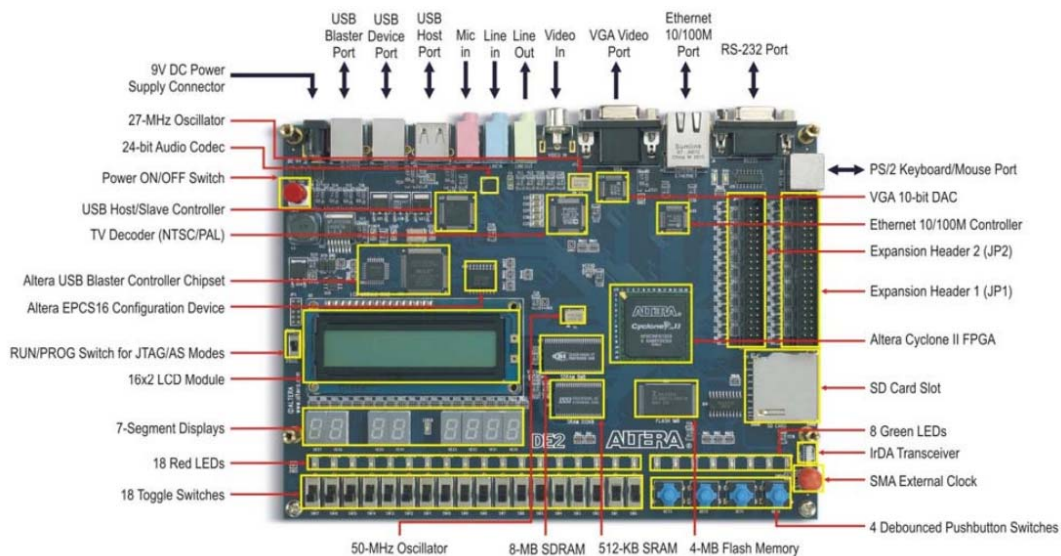 USB
Blaster
Port
USB
Device
Port
USB
Host
Port
Mic
in
Line
in
Line
Out
Video
In
VGA Video
Port
Ethernet
10/100M
Port
RS-232 Port
9V DC Power
Supply Connector
27-MHz Oscillator
24-bit Audio Codec
Power ON/OFF Switch
USB Host/Slave Controller
TV Decoder (NTSC/PAL)
Altera USB Blaster Controller Chipset
Altera EPCS16 Configuration Device
RUN/PROG Switch for JTAG/AS Modes
16x2 LCD Module
7-Segment Displays
18 Red LEDs
18 Toggle Switches
PS/2 Keyboard/Mouse Port
VGA 10-bit DAC
Ethernet 10/100M Controller
Expansion Header 2 (JP2)
Expansion Header 1 (JP1)
Altera Cyclone II FPGA
SD Card Slot
8 Green LEDs
IrDA Transceiver
SMA External Clock
4 Debounced Pushbutton Switches
50-MHz Oscillator
8-MB SDRAM
512-KB SRAM
4-MB Flash Memory
ALTERA
Cyclone II
DE2
ALTERA